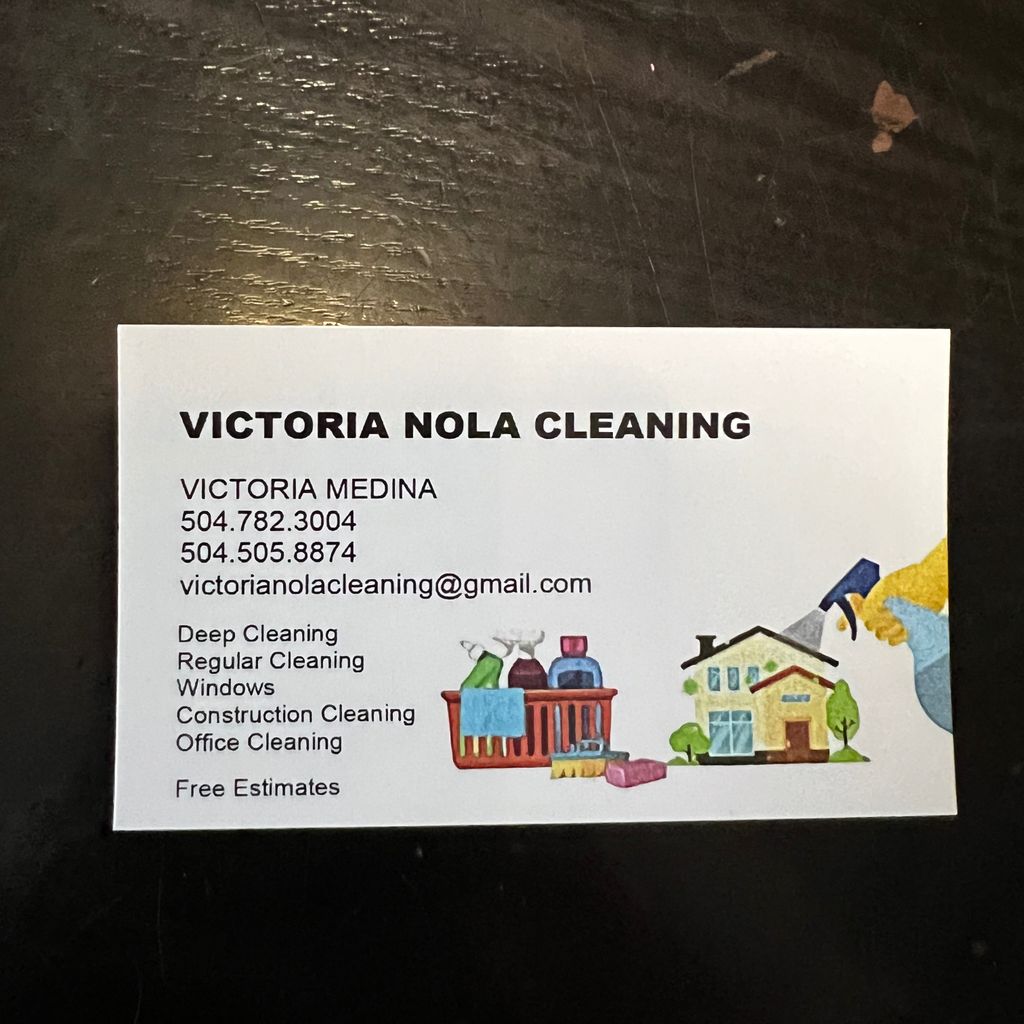 VICTORIA NOLA CLEANING
VICTORIA MEDINA
504.782.3004
504.505.8874
victorianolacleaning@gmail.com
Deep Cleaning
Regular Cleaning
Windows
Construction Cleaning
Office Cleaning
Free Estimates